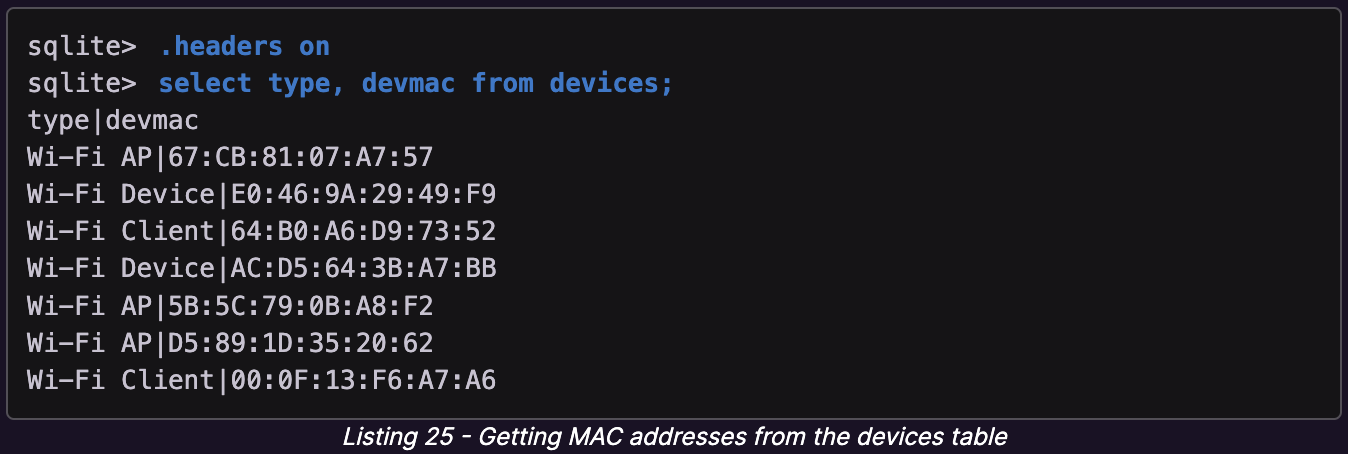 sqlite> .headers on
sqlite> select type, devmac from devices;
type|devmac
Wi-Fi AP|67:CB:81:07:A7:57
Wi-Fi Device|E0:46:9A:29:49:F9
Wi-Fi Client|64:B0:A6:D9:73:52
Wi-Fi Device|AC:D5:64:3B:A7:BB
Wi-Fi AP|5B:5C:79:0B:A8:F2
Wi-Fi AP|D5:89:1D:35:20:62
Wi-Fi Client|00:0F:13:F6:A7:A6
Listing 25 - Getting MAC addresses from the devices table